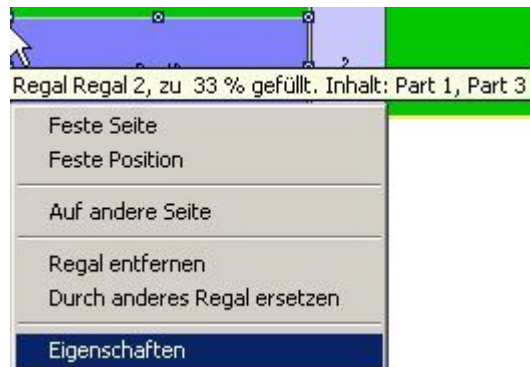 2
Regal Regal 2, zu 33 % gefüllt. Inhalt: Part 1, Part 3
Feste Seite
Feste Position
Auf andere Seite
Regal entfernen
Durch anderes Regal ersetzen
Eigenschaften